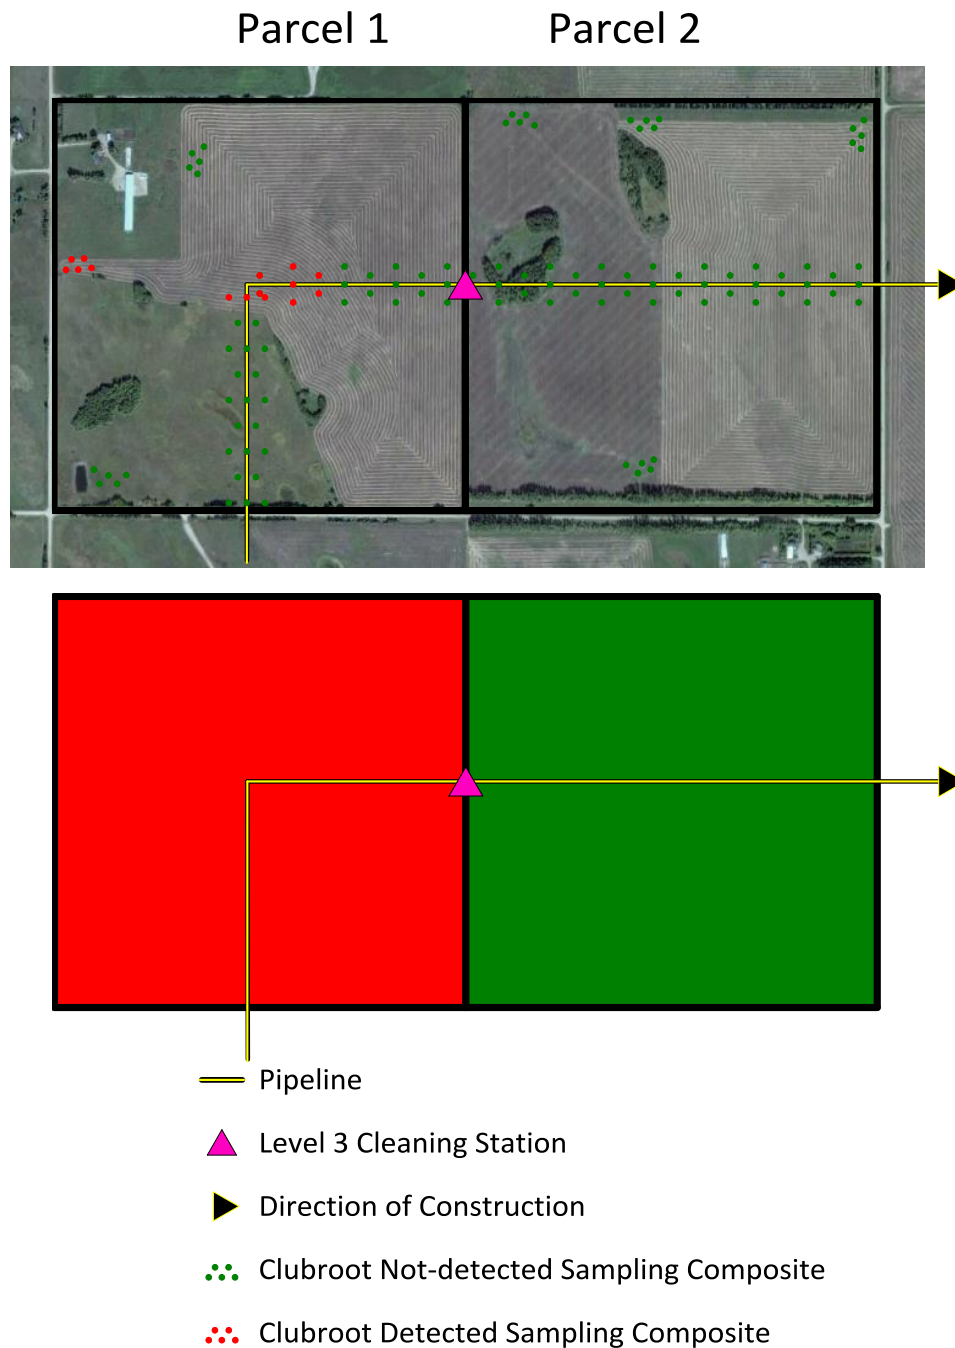 Parcel 1
Parcel 2
Pipeline
Level 3 Cleaning Station
Direction of Construction
Clubroot Not-detected Sampling Composite
Clubroot Detected Sampling Composite